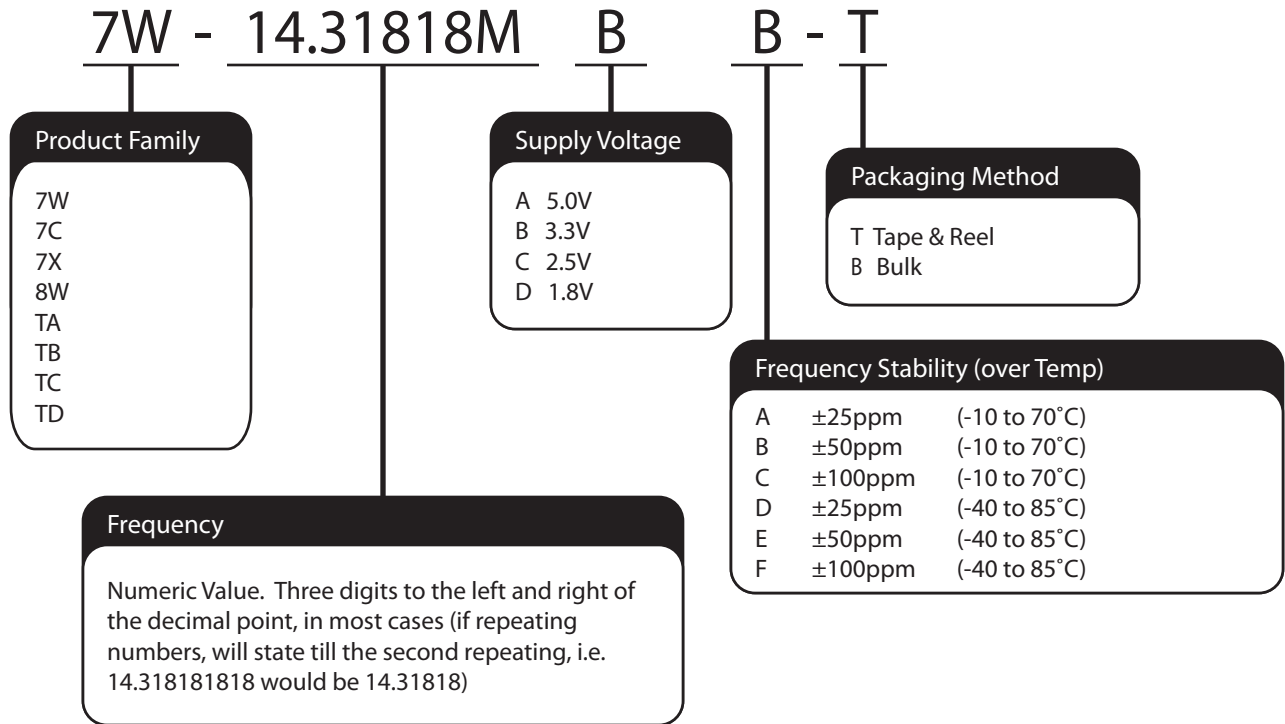 7W - 14.31818M B B - T
Product Family
7W
7C
7X
8W
TA
TB
TC
TD
Supply Voltage
A 5.0V
B 3.3V
C 2.5V
D 1.8V
Packaging Method
T Tape & Reel
B Bulk
Frequency Stability (over Temp)
A ±25ppm (-10 to 70˚C)
B ±50ppm (-10 to 70˚C)
C ±100ppm (-10 to 70˚C)
D ±25ppm (-40 to 85˚C)
E ±50ppm (-40 to 85˚C)
F ±100ppm (-40 to 85˚C)
Frequency
Numeric Value. Three digits to the left and right of
the decimal point, in most cases (if repeating
numbers, will state till the second repeating, i.e.
14.318181818 would be 14.31818)